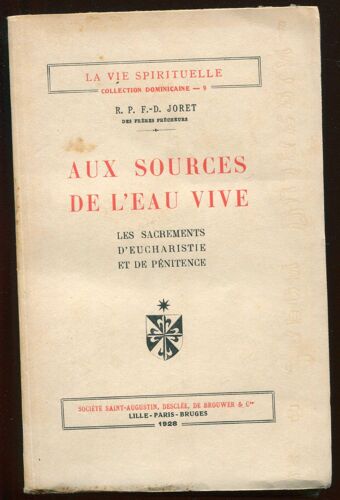 LA VIE SPIRITUELLE
COLLECTION DOMINICAINE — 9
R. P. F.-D. JORET
DES FRÈRES PRÊCHEURS
AUX SOURCES
DE L'EAU VIVE
LES SACREMENTS
D'EUCHARISTIE
ET DE PÉNITENCE
SOCIÉTÉ SAINT-AUGUSTIN, DESCLÉE, DE BROUWER & Cie
LILLE-PARIS-BRUGES
1928